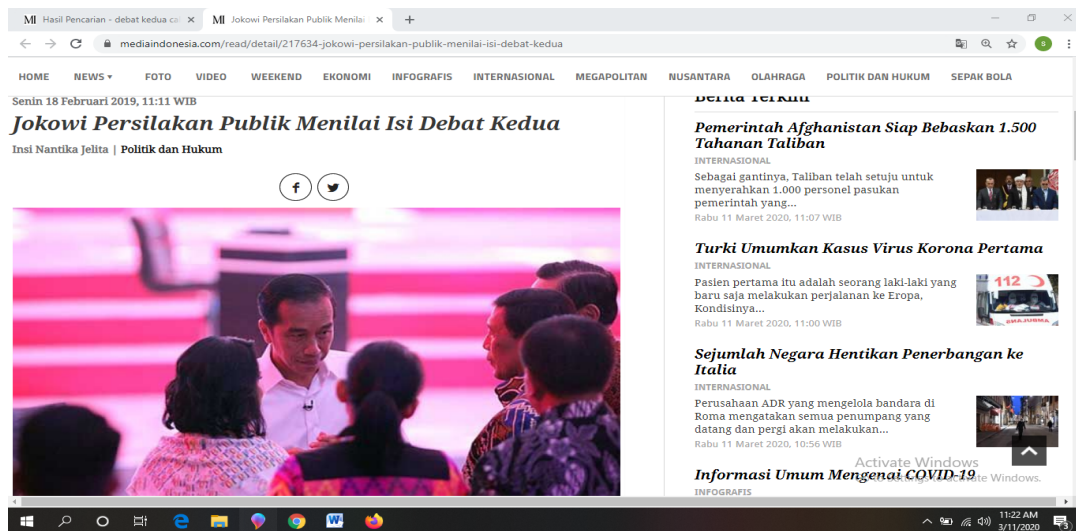 MI Hasil Pencarian - debat kedua ca
MI Jokowi Persilakan Publik Menilai
mediaindonesia.com/read/detail/217634-jokowi-persilakan-publik-menilai-isi-debat-kedua
S
HOME NEWS FOTO VIDEO WEEKEND EKONOMI INFOGRAFIS INTERNASIONAL MEGAPOLITAN NUSANTARA OLAHRAGA POLITIK DAN HUKUM SEPAK BOLA
Senin 18 Februari 2019, 11:11 WIB
Jokowi Persilakan Publik Menilai Isi Debat Kedua
Insi Nantika Jelita | Politik dan Hukum
Berita Terkini
Pemerintah Afghanistan Siap Bebaskan 1.500
Tahanan Taliban
INTERNASIONAL
Sebagai gantinya, Taliban telah setuju untuk
menyerahkan 1.000 personel pasukan
pemerintah yang...
Rabu 11 Maret 2020, 11:07 WIB
Turki Umumkan Kasus Virus Korona Pertama
INTERNASIONAL
Pasien pertama itu adalah seorang laki-laki yang
baru saja melakukan perjalanan ke Eropa,
Kondisinya...
Rabu 11 Maret 2020, 11:00 WIB
112
Sejumlah Negara Hentikan Penerbangan ke
Italia
INTERNASIONAL
Perusahaan ADR yang mengelola bandara di
Roma mengatakan semua penumpang yang
datang dan pergi akan melakukan...
Rabu 11 Maret 2020, 10:56 WIB
Activate Windows
Informasi Umum Mengenai COVID-19
Windows.
INFOGRAFIS
11:22 AM
3/11/2020